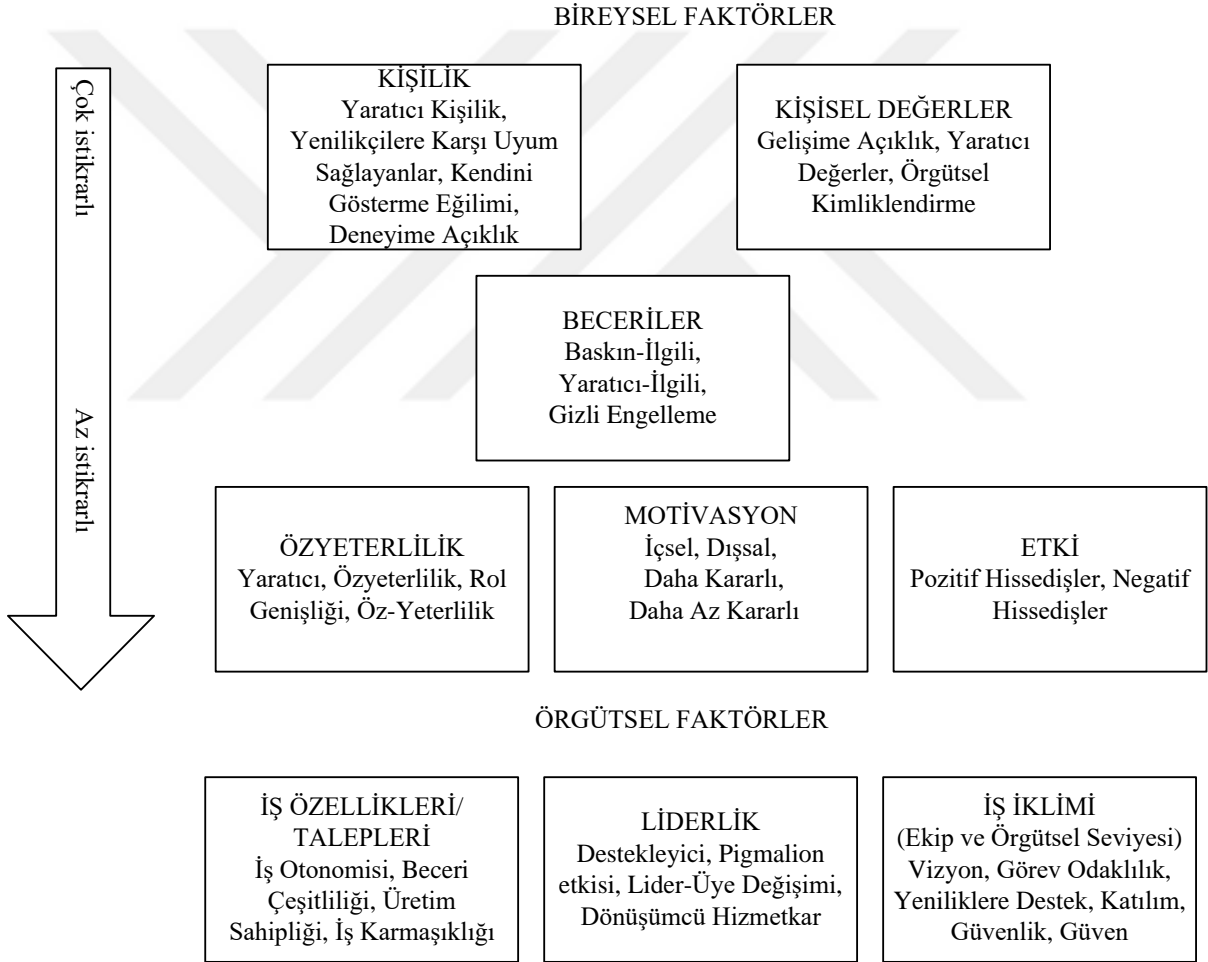 BİREYSEL FAKTÖRLER
Çok istikrarlı
Az istikrarlı
KİŞİLİK
Yaratıcı Kişilik,
Yenilikçilere Karşı Uyum
Sağlayanlar, Kendini
Gösterme Eğilimi,
Deneyime Açıklık
KİŞİSEL DEĞERLER
Gelişime Açıklık, Yaratıcı
Değerler, Örgütsel
Kimliklendirme
BECERİLER
Baskın-İlgili,
Yaratıcı-İlgili,
Gizli Engelleme
ÖZYETERLİLİK
Yaratıcı, Özyeterlilik, Rol
Genişliği, Öz-Yeterlilik
MOTİVASYON
İçsel, Dışsal,
Daha Kararlı,
Daha Az Kararlı
ETKİ
Pozitif Hissedişler, Negatif
Hissedişler
ÖRGÜTSEL FAKTÖRLER
İŞ ÖZELLİKLERİ/
TALEPLERİ
İş Otonomisi, Beceri
Çeşitliliği, Üretim
Sahipliği, İş Karmaşıklığı
LİDERLİK
Destekleyici, Pigmalion
etkisi, Lider-Üye Değişimi,
Dönüşümcü Hizmetkar
İŞ İKLİMİ
(Ekip ve Örgütsel Seviyesi)
Vizyon, Görev Odaklılık,
Yeniliklere Destek, Katılım,
Güvenlik, Güven